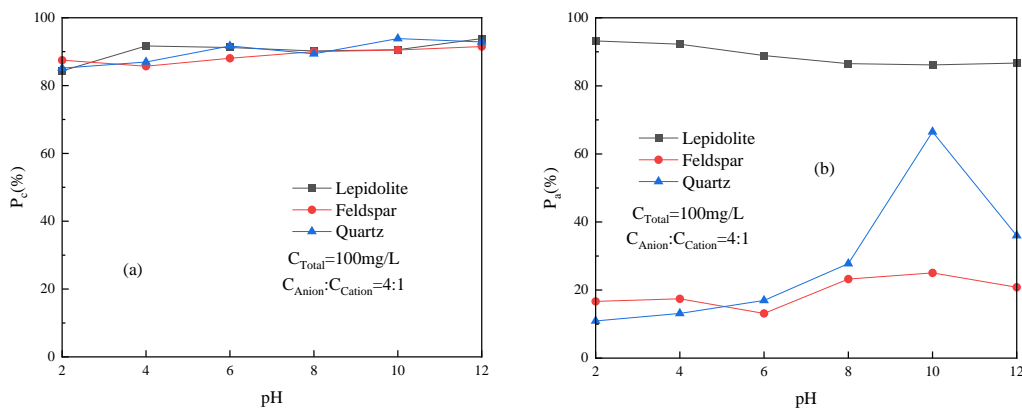 100
80
60
40
20
0
P_c(%)
Lepidolite
Feldspar
Quartz
C_Total=100mg/L
C_Anion:C_Cation=4:1
(a)
2 4 6 8 10 12
pH
100
80
60
40
20
0
P_a(%)
Lepidolite
Feldspar
Quartz
(b)
C_Total=100mg/L
C_Anion:C_Cation=4:1
2 4 6 8 10 12
pH